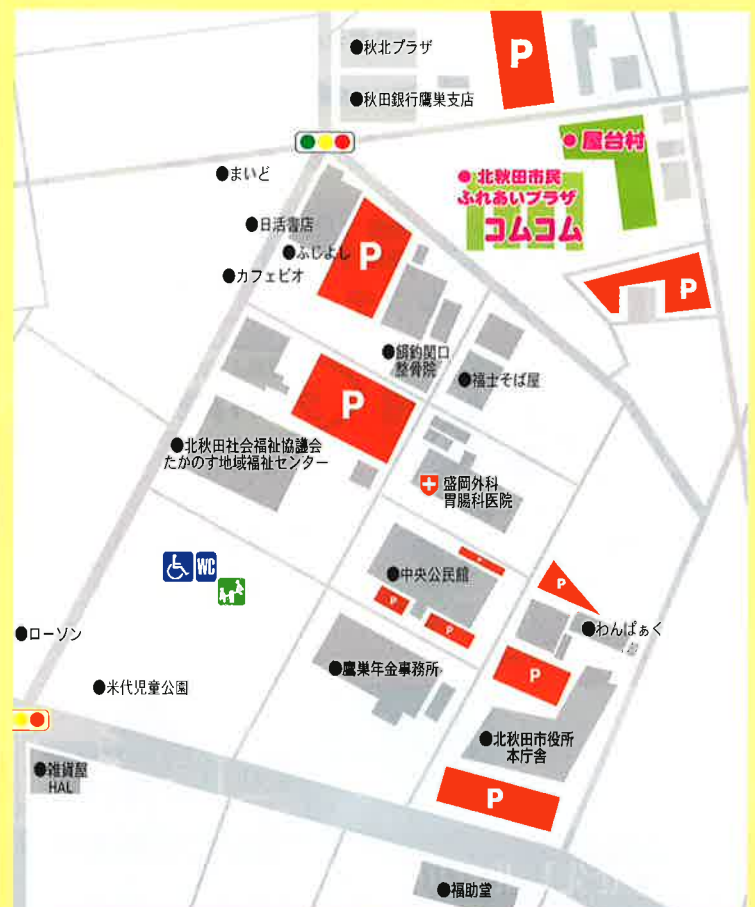 ●秋北プラザ
P
●秋田銀行鷹巣支店
●屋台村
●まいど
●北秋田市民
ふれあいプラザ
コムコム
●日活書店
●ふじよし
P
●カフェビオ
P
整骨院
●福士そば屋
P
●北秋田社会福祉協議会
たかのす地域福祉センター
盛岡外科
胃腸科医院
WC
●中央公民館
P
P
P
●ローソン
●わんぱぁく
●鷹巣年金事務所
P
●米代児童公園
●北秋田市役所
本庁舎
●雑貨屋
HAL
P
●福助堂